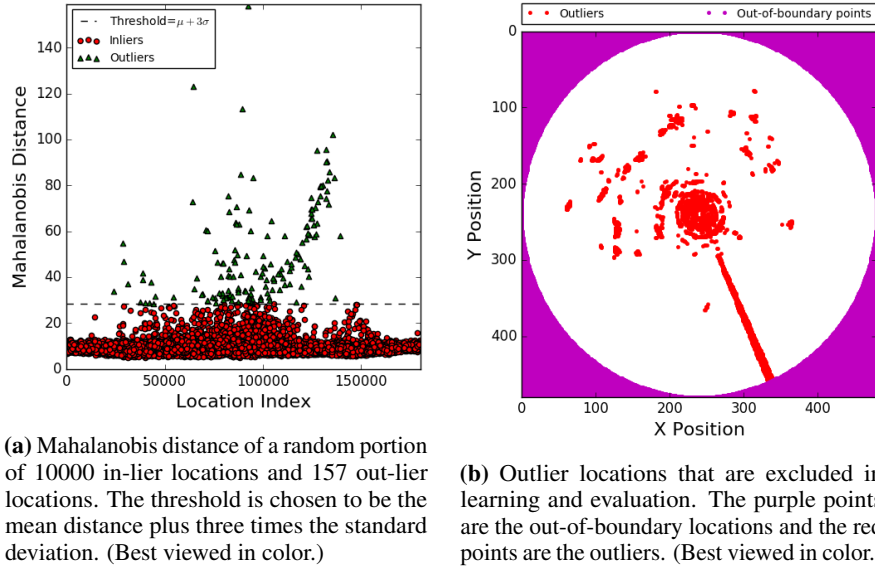 Threshold=μ + 3σ
Inliers
Outliers
Mahalanobis Distance
0
20
40
60
80
100
120
140
0
50000
100000
150000
Location Index
Outliers
Out-of-boundary points
Y Position
100
200
300
400
0
100
200
300
400
X Position
(a) Mahalanobis distance of a random portion
of 10000 in-lier locations and 157 out-lier
locations. The threshold is chosen to be the
mean distance plus three times the standard
deviation. (Best viewed in color.)
(b) Outlier locations that are excluded in
learning and evaluation. The purple points
are the out-of-boundary locations and the red
points are the outliers. (Best viewed in color.